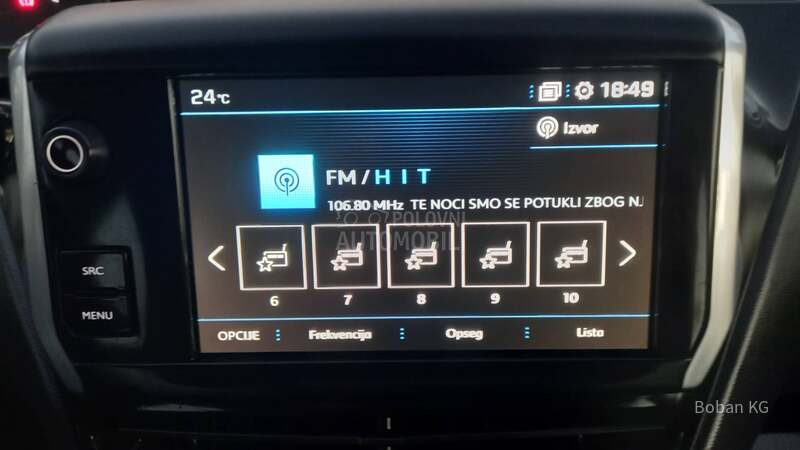 24°C
18:49
Izvor
FM/HIT
106.80 MHz TE NOCI SMO SE POTUKLI ZBOG NJ
POLOVNI
AUTOMOBILI
6 7 8 9 10
SRC
MENU
OPCIJE Frekvencija Opseg Lista
Boban KG